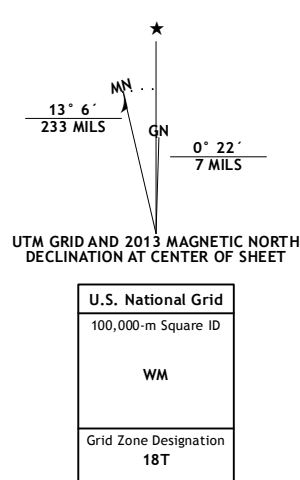 MN
13° 6´
233 MILS
GN
0° 22´
7 MILS
UTM GRID AND 2013 MAGNETIC NORTH
DECLINATION AT CENTER OF SHEET
U.S. National Grid
100,000-m Square ID
WM
Grid Zone Designation
18T